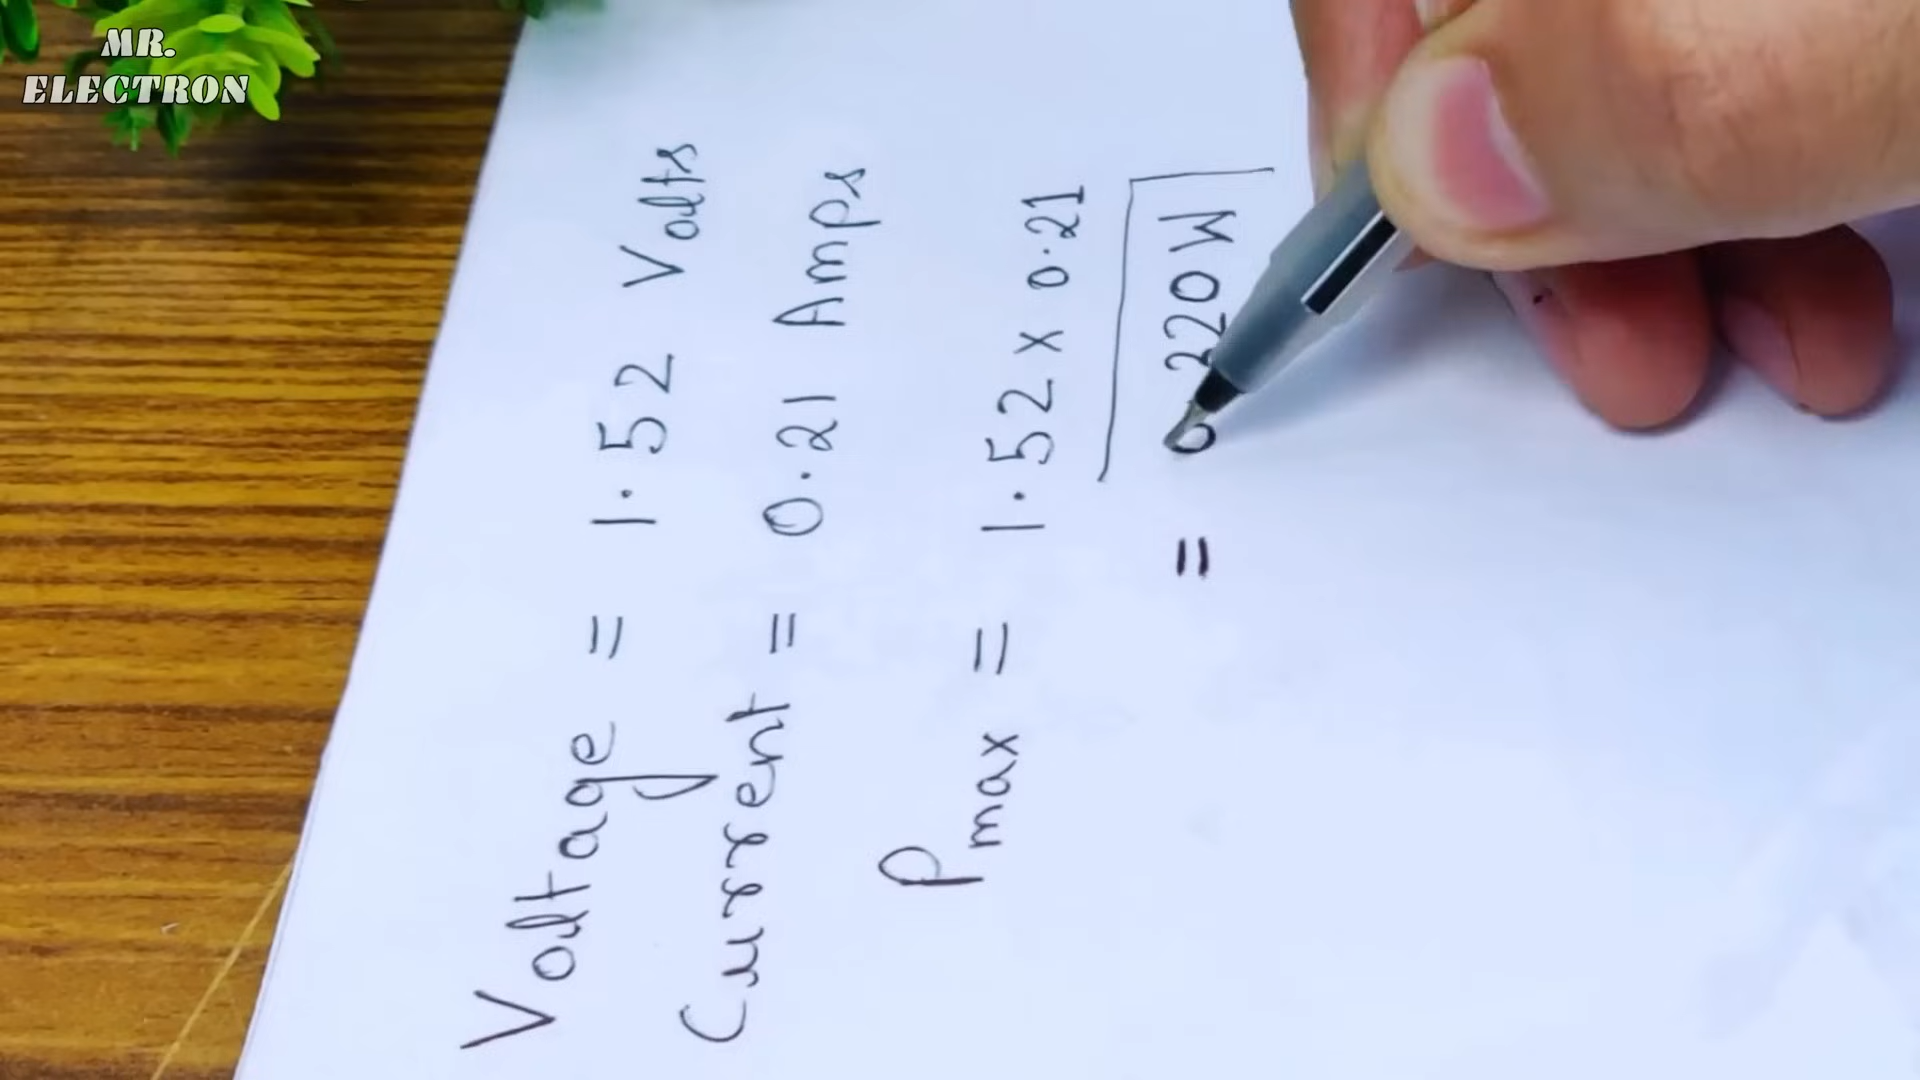 MR.
ELECTRON
Voltage = 1.52 Volts
Current = 0.21 Amps
Pmax = 1.52 x 0.21
= 0.320 W